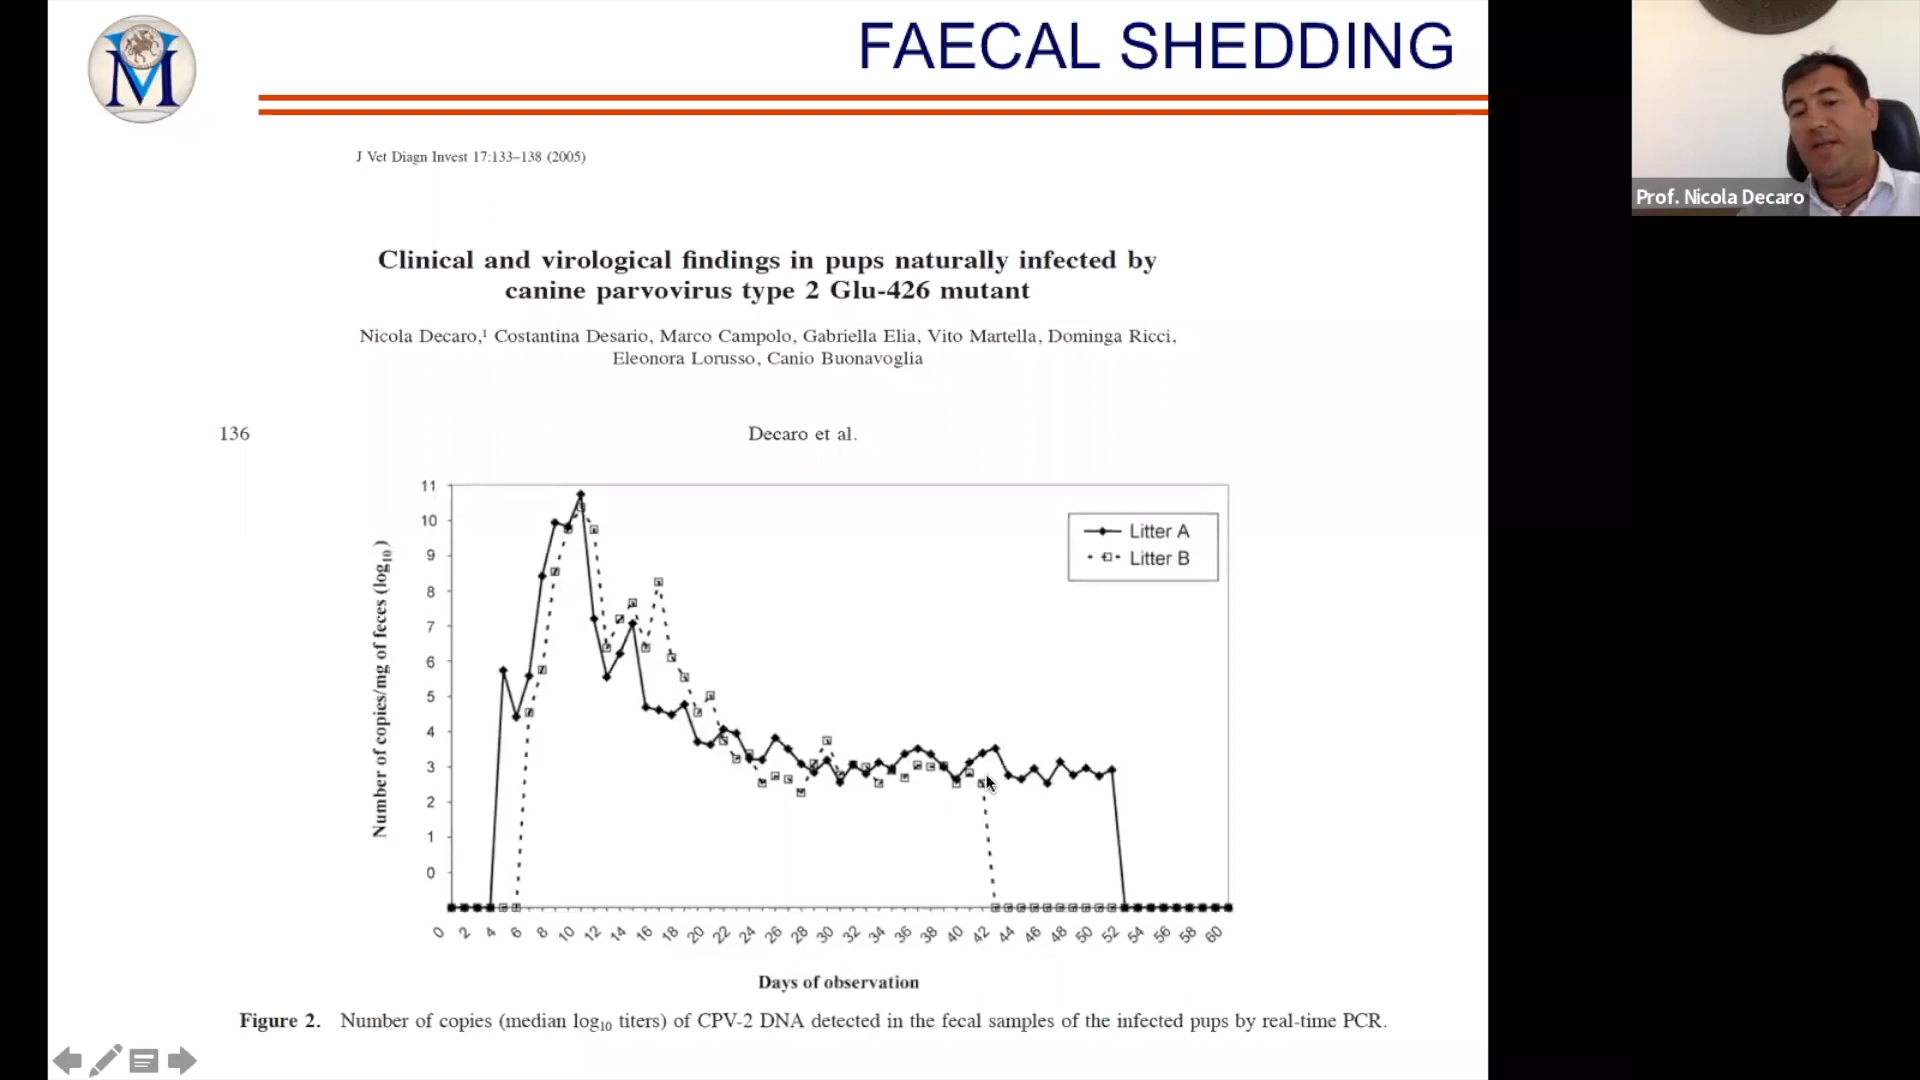 FAECAL SHEDDING
Prof. Nicola Decaro
J Vet Diagn Invest 17:133–138 (2005)
Clinical and virological findings in pups naturally infected by
canine parvovirus type 2 Glu-426 mutant
Nicola Decaro,¹ Costantina Desario, Marco Campolo, Gabriella Elia, Vito Martella, Dominga Ricci,
Eleonora Lorusso, Canio Buonavoglia
136
Decaro et al.
Number of copies/mg of feces (log₁₀)
11
10
9
8
7
6
5
4
3
2
1
0
Litter A
Litter B
0 2 4 6 8 10 12 14 16 18 20 22 24 26 28 30 32 34 36 38 40 42 44 46 48 50 52 54 56 58 60
Days of observation
Figure 2. Number of copies (median log₁₀ titers) of CPV-2 DNA detected in the fecal samples of the infected pups by real-time PCR.